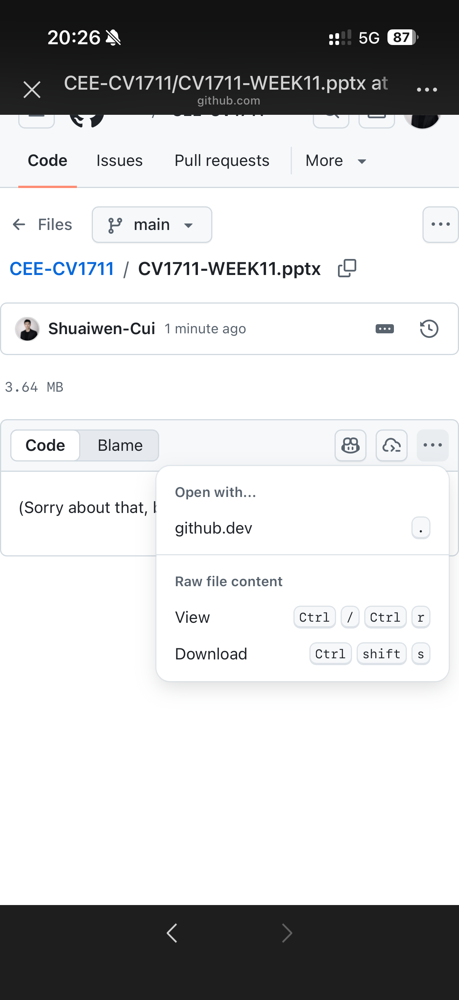 20:26 5G 87
CEE-CV1711/CV1711-WEEK11.pptx at
github.com
Code Issues Pull requests More
Files main
CEE-CV1711 / CV1711-WEEK11.pptx
Shuaiwen-Cui 1 minute ago
3.64 MB
Code Blame
Open with...
(Sorry about that,
github.dev .
Raw file content
View Ctrl / Ctrl r
Download Ctrl shift s